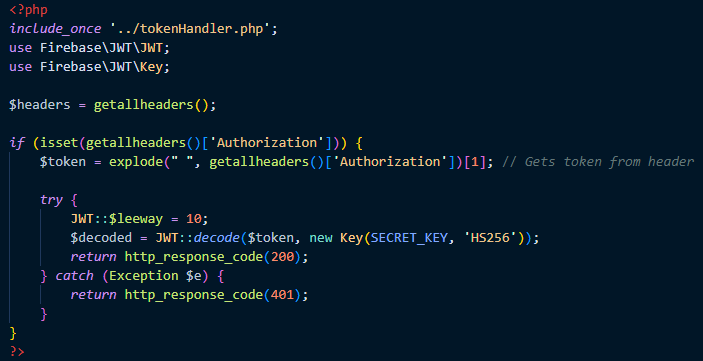 <?php
include_once '../tokenHandler.php';
use Firebase\JWT\JWT;
use Firebase\JWT\Key;

$headers = getallheaders();

if (isset(getallheaders()['Authorization'])) {
    $token = explode(" ", getallheaders()['Authorization'])[1]; // Gets token from header

    try {
        JWT::$leeway = 10;
        $decoded = JWT::decode($token, new Key(SECRET_KEY, 'HS256'));
        return http_response_code(200);
    } catch (Exception $e) {
        return http_response_code(401);
    }
}
?>